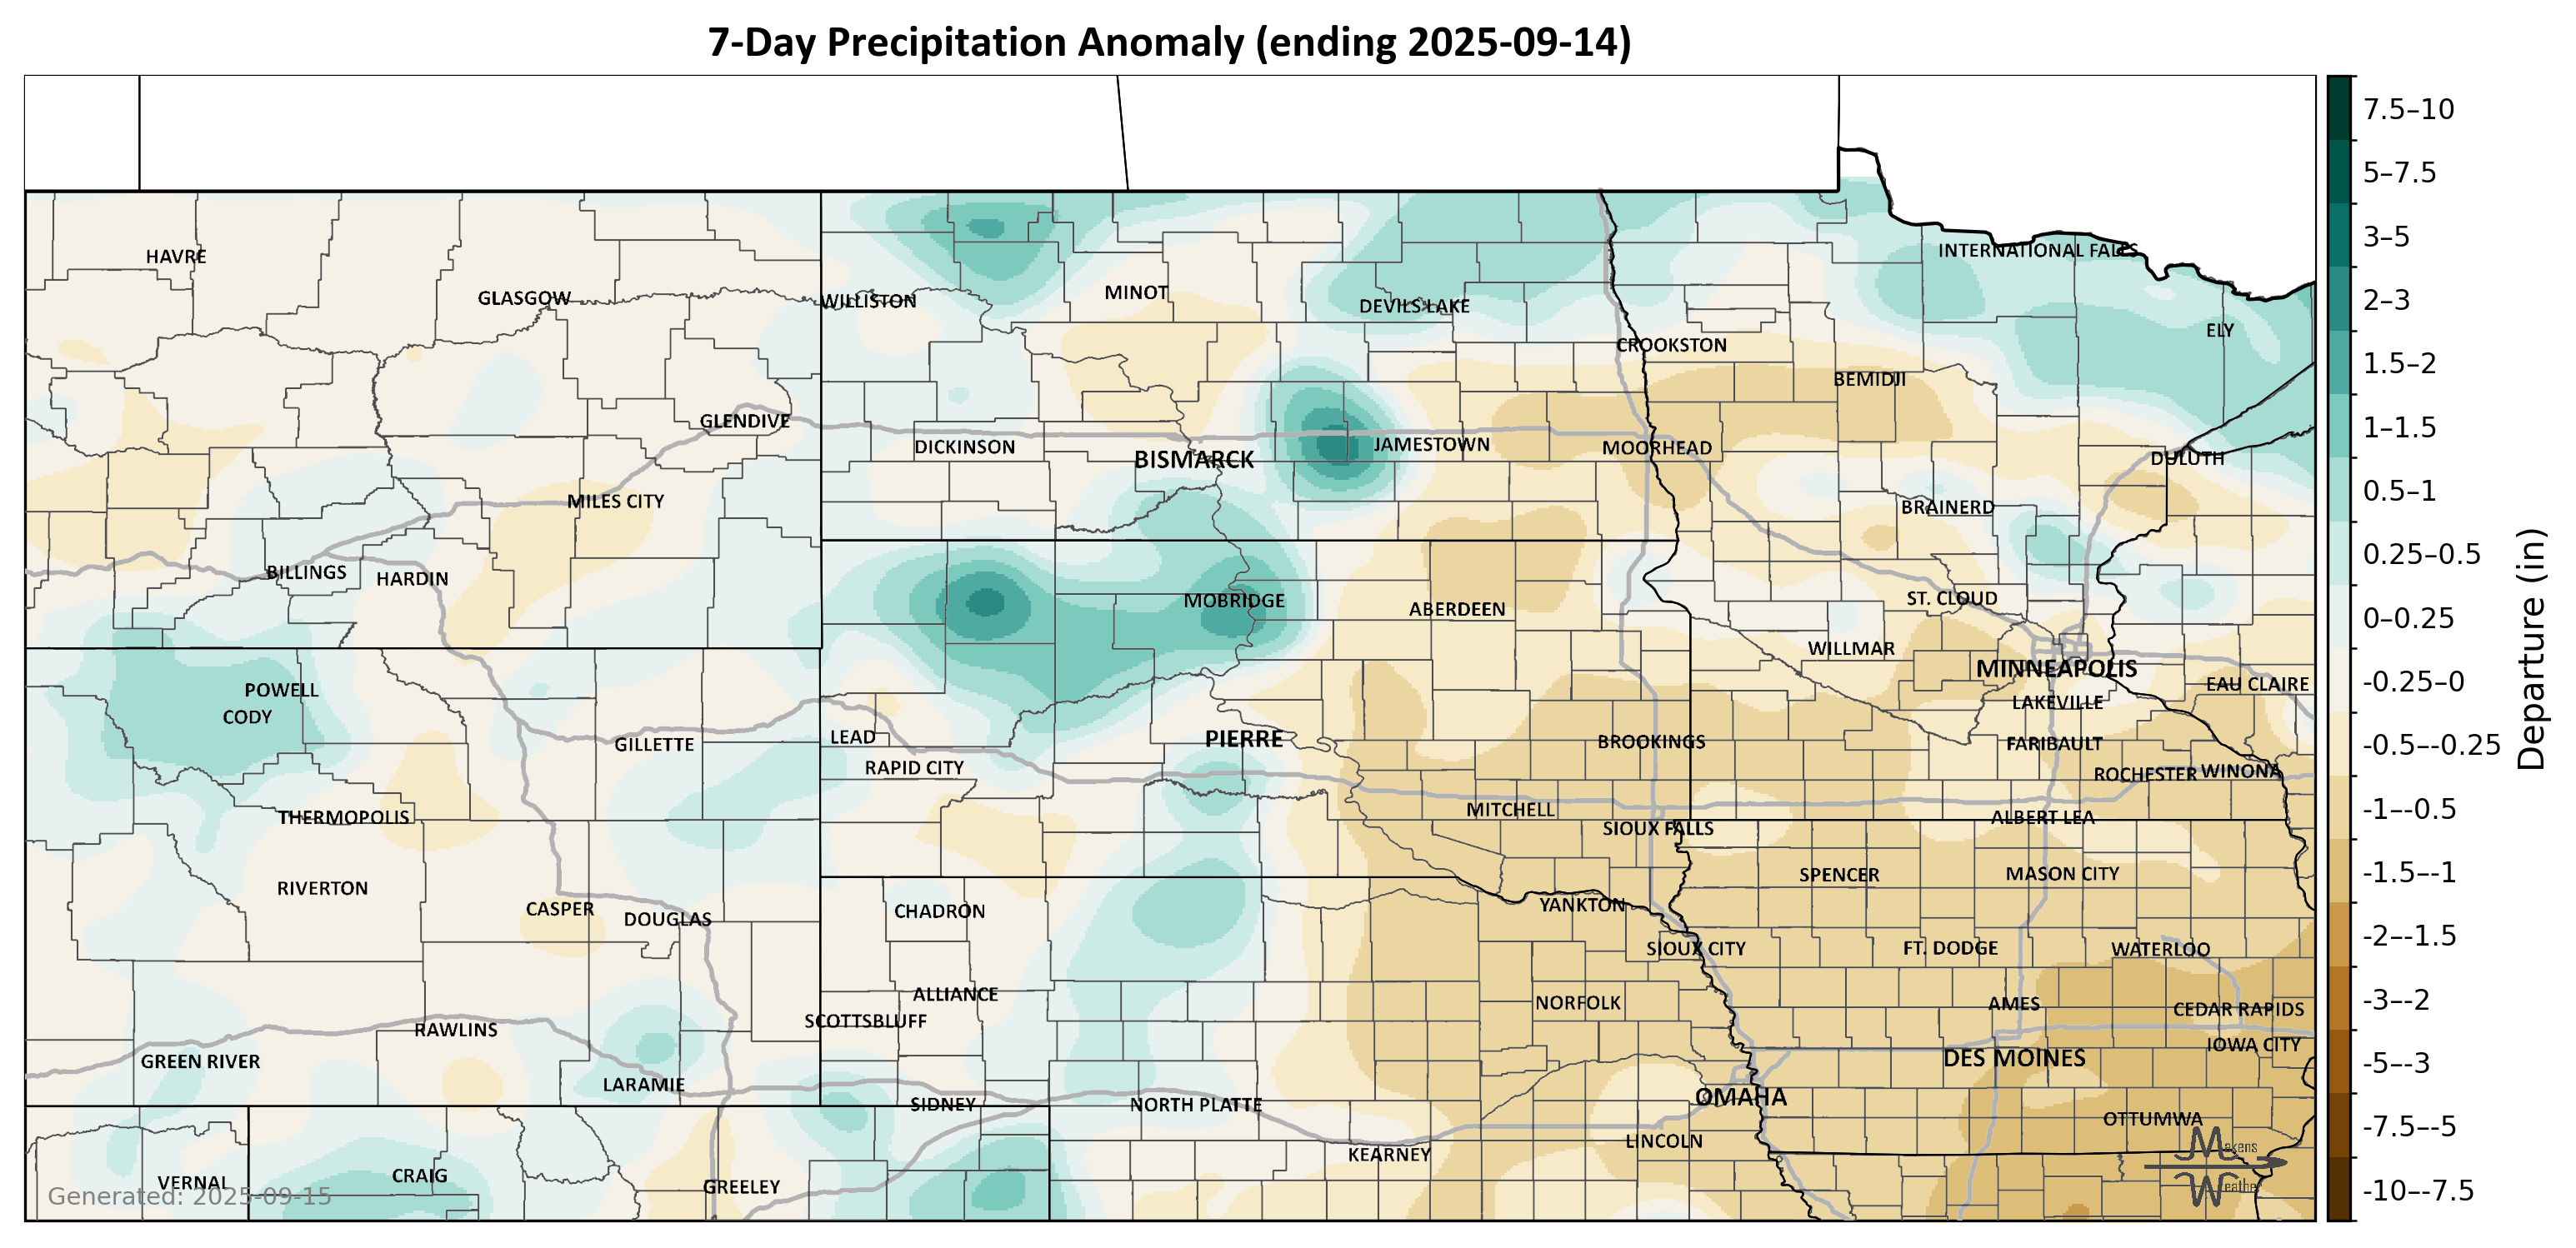 7-Day Precipitation Anomaly (ending 2025-09-14)
HAVRE
GLASGOW
WILLISTON
MINOT
DEVILS LAKE
INTERNATIONAL FALLS
ELY
CROOKSTON
BEMIDJI
GLENDIVE
DICKINSON
BISMARCK
JAMESTOWN
MOORHEAD
DULUTH
MILES CITY
BRAINERD
BILLINGS
HARDIN
MOBRIDGE
ABERDEEN
ST. CLOUD
WILLMAR
MINNEAPOLIS
EAU CLAIRE
POWELL
CODY
LAKEVILLE
GILLETTE
LEAD
PIERRE
BROOKINGS
FARIBAULT
RAPID CITY
ROCHESTER
WINONA
THERMOPOLIS
MITCHELL
ALBERT LEA
SIOUX FALLS
RIVERTON
SPENCER
MASON CITY
CASPER
DOUGLAS
CHADRON
YANKTON
SIOUX CITY
FT. DODGE
WATERLOO
ALLIANCE
NORFOLK
AMES
CEDAR RAPIDS
SCOTTSBLUFF
RAWLINS
IOWA CITY
GREEN RIVER
DES MOINES
LARAMIE
SIDNEY
NORTH PLATTE
OMAHA
OTTUMWA
LINCOLN
KEARNEY
VERNAL
CRAIG
GREELEY
Generated: 2025-09-15
Makens
Weather
7.5–10
5–7.5
3–5
2–3
1.5–2
1–1.5
0.5–1
0.25–0.5
0–0.25
-0.25–0
-0.5–-0.25
-1–-0.5
-1.5–-1
-2–-1.5
-3–-2
-5–-3
-7.5–-5
-10–-7.5
Departure (in)